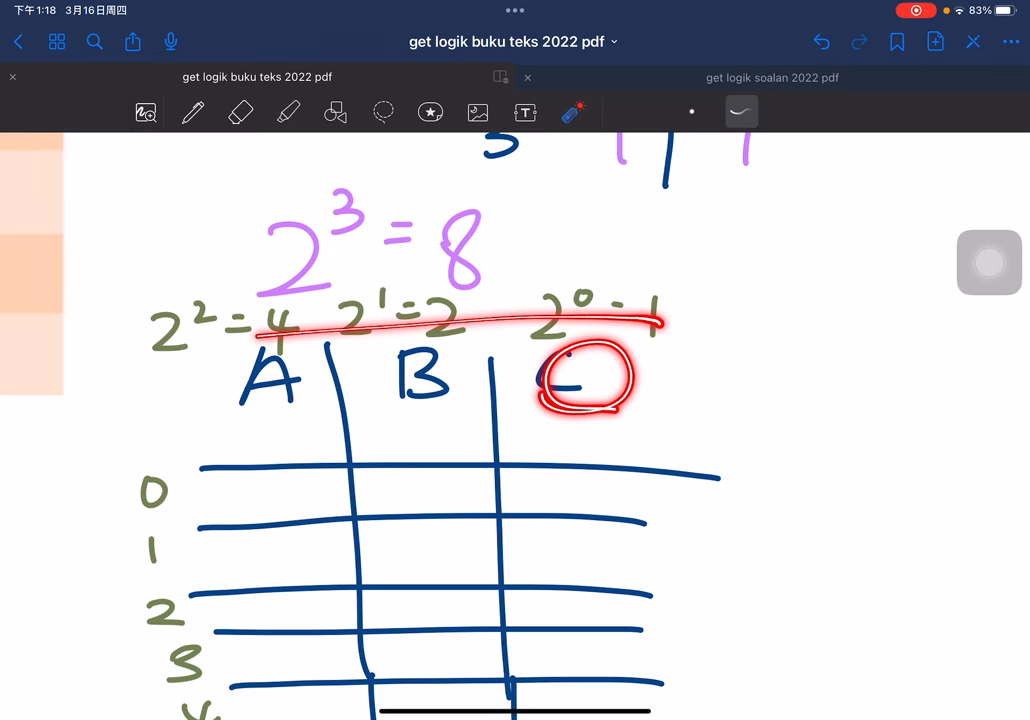 下午1:18 3月16日周四
83%
get logik buku teks 2022 pdf
get logik buku teks 2022 pdf
get logik soalan 2022 pdf
T
2³ = 8
2² = 4 2¹ = 2 2⁰ = 1
A B C
0
1
2
3
4